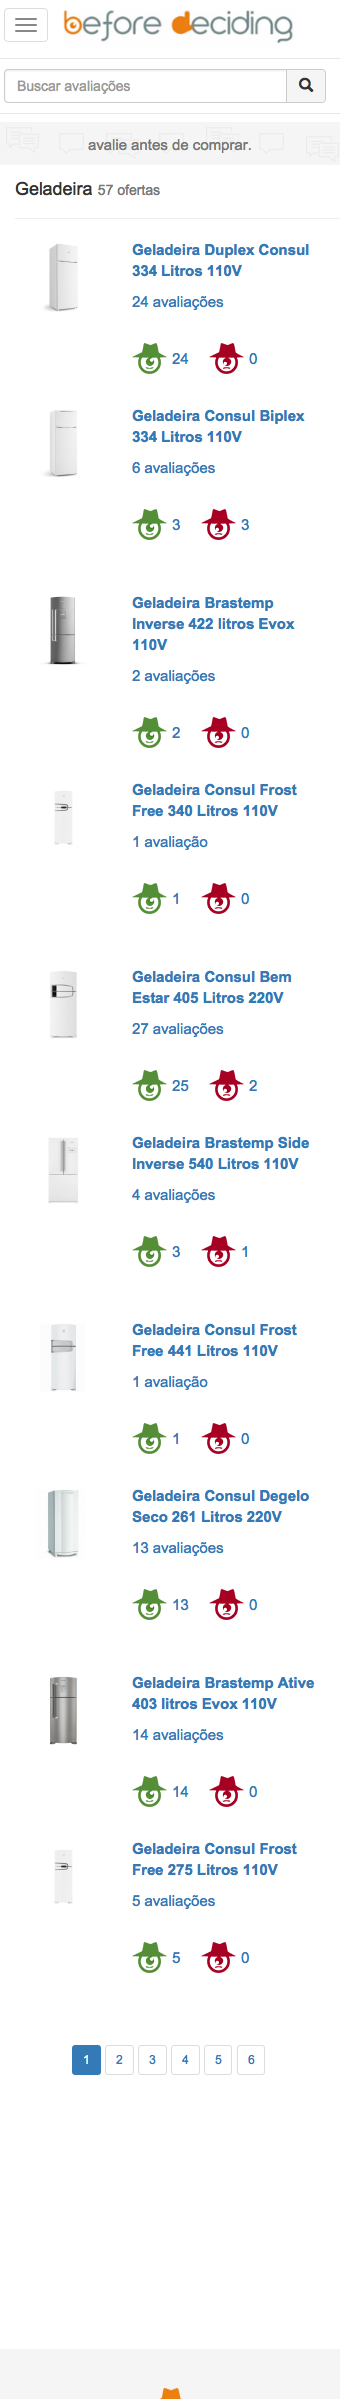 before deciding
Buscar avaliações
avalie antes de comprar.
Geladeira 57 ofertas
Geladeira Duplex Consul
334 Litros 110V
24 avaliações
24 0
Geladeira Consul Biplex
334 Litros 110V
6 avaliações
3 3
Geladeira Brastemp
Inverse 422 litros Evox
110V
2 avaliações
2 0
Geladeira Consul Frost
Free 340 Litros 110V
1 avaliação
1 0
Geladeira Consul Bem
Estar 405 Litros 220V
27 avaliações
25 2
Geladeira Brastemp Side
Inverse 540 Litros 110V
4 avaliações
3 1
Geladeira Consul Frost
Free 441 Litros 110V
1 avaliação
1 0
Geladeira Consul Degelo
Seco 261 Litros 220V
13 avaliações
13 0
Geladeira Brastemp Ative
403 litros Evox 110V
14 avaliações
14 0
Geladeira Consul Frost
Free 275 Litros 110V
5 avaliações
5 0
1 2 3 4 5 6